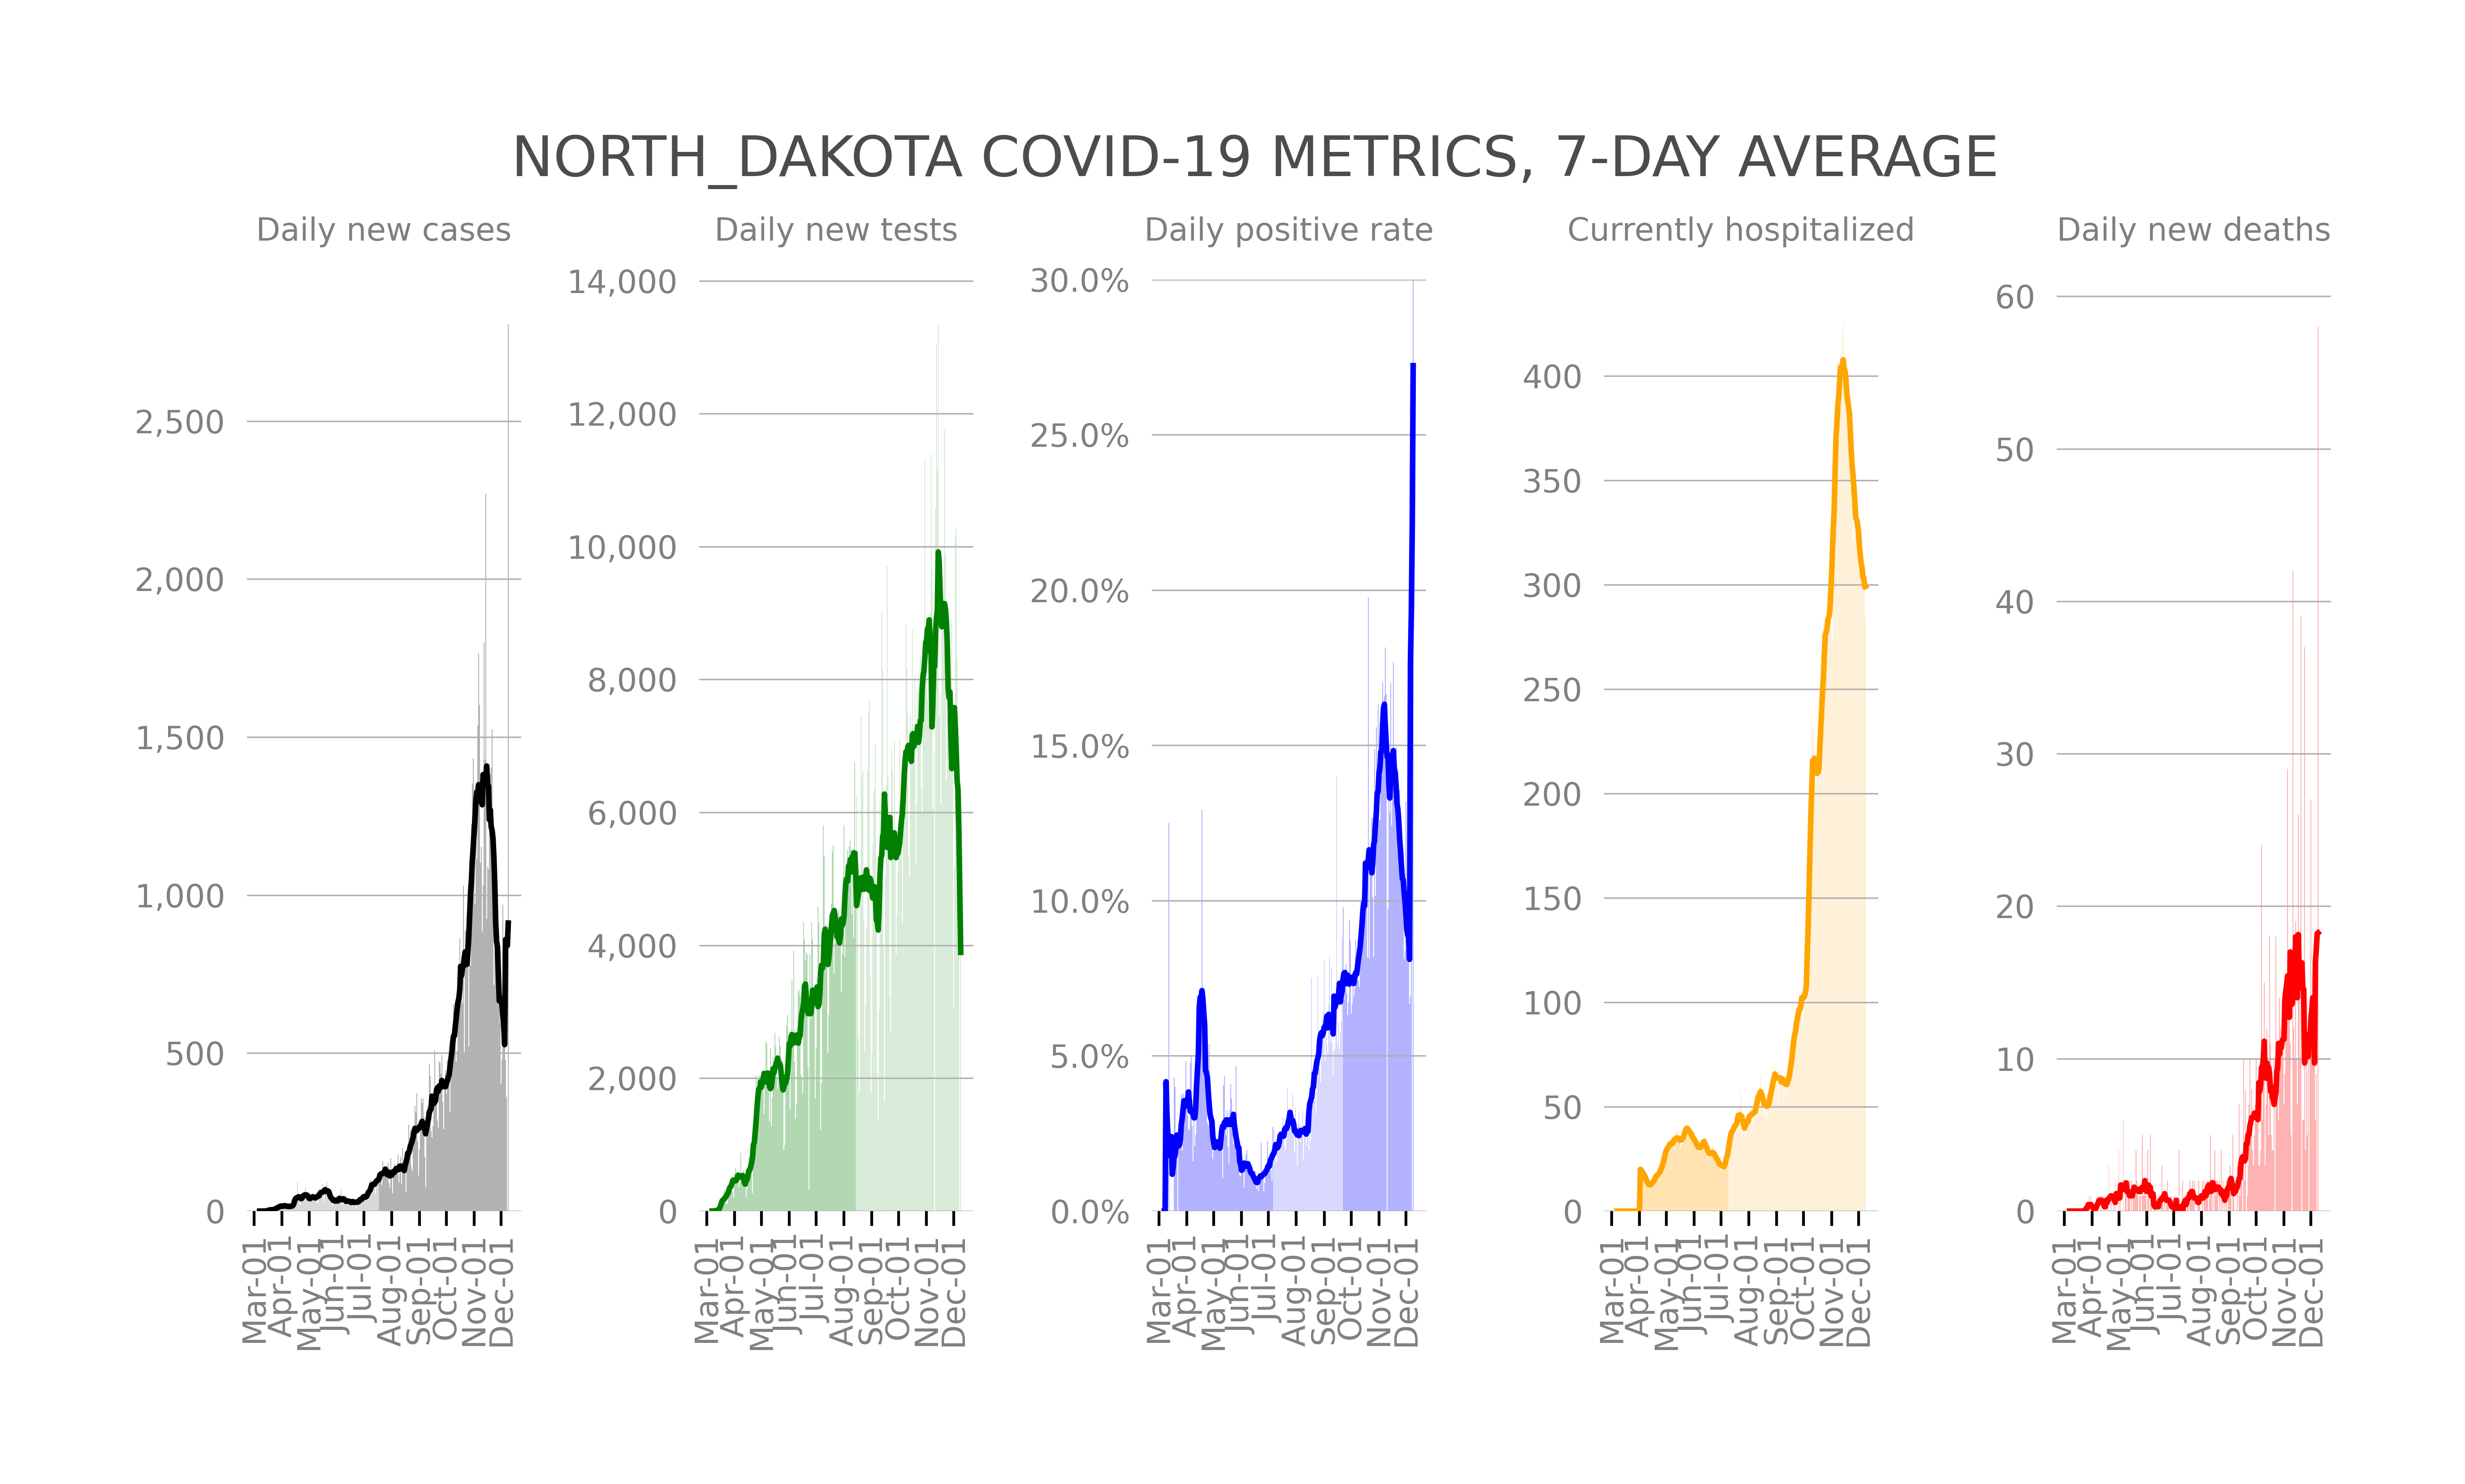 NORTH_DAKOTA COVID-19 METRICS, 7-DAY AVERAGE
Daily new cases
2,500
2,000
1,500
1,000
500
0
Mar-01
Apr-01
May-01
Jun-01
Jul-01
Aug-01
Sep-01
Oct-01
Nov-01
Dec-01
Daily new tests
14,000
12,000
10,000
8,000
6,000
4,000
2,000
0
Mar-01
Apr-01
May-01
Jun-01
Jul-01
Aug-01
Sep-01
Oct-01
Nov-01
Dec-01
Daily positive rate
30.0%
25.0%
20.0%
15.0%
10.0%
5.0%
0.0%
Mar-01
Apr-01
May-01
Jun-01
Jul-01
Aug-01
Sep-01
Oct-01
Nov-01
Dec-01
Currently hospitalized
400
350
300
250
200
150
100
50
0
Mar-01
Apr-01
May-01
Jun-01
Jul-01
Aug-01
Sep-01
Oct-01
Nov-01
Dec-01
Daily new deaths
60
50
40
30
20
10
0
Mar-01
Apr-01
May-01
Jun-01
Jul-01
Aug-01
Sep-01
Oct-01
Nov-01
Dec-01